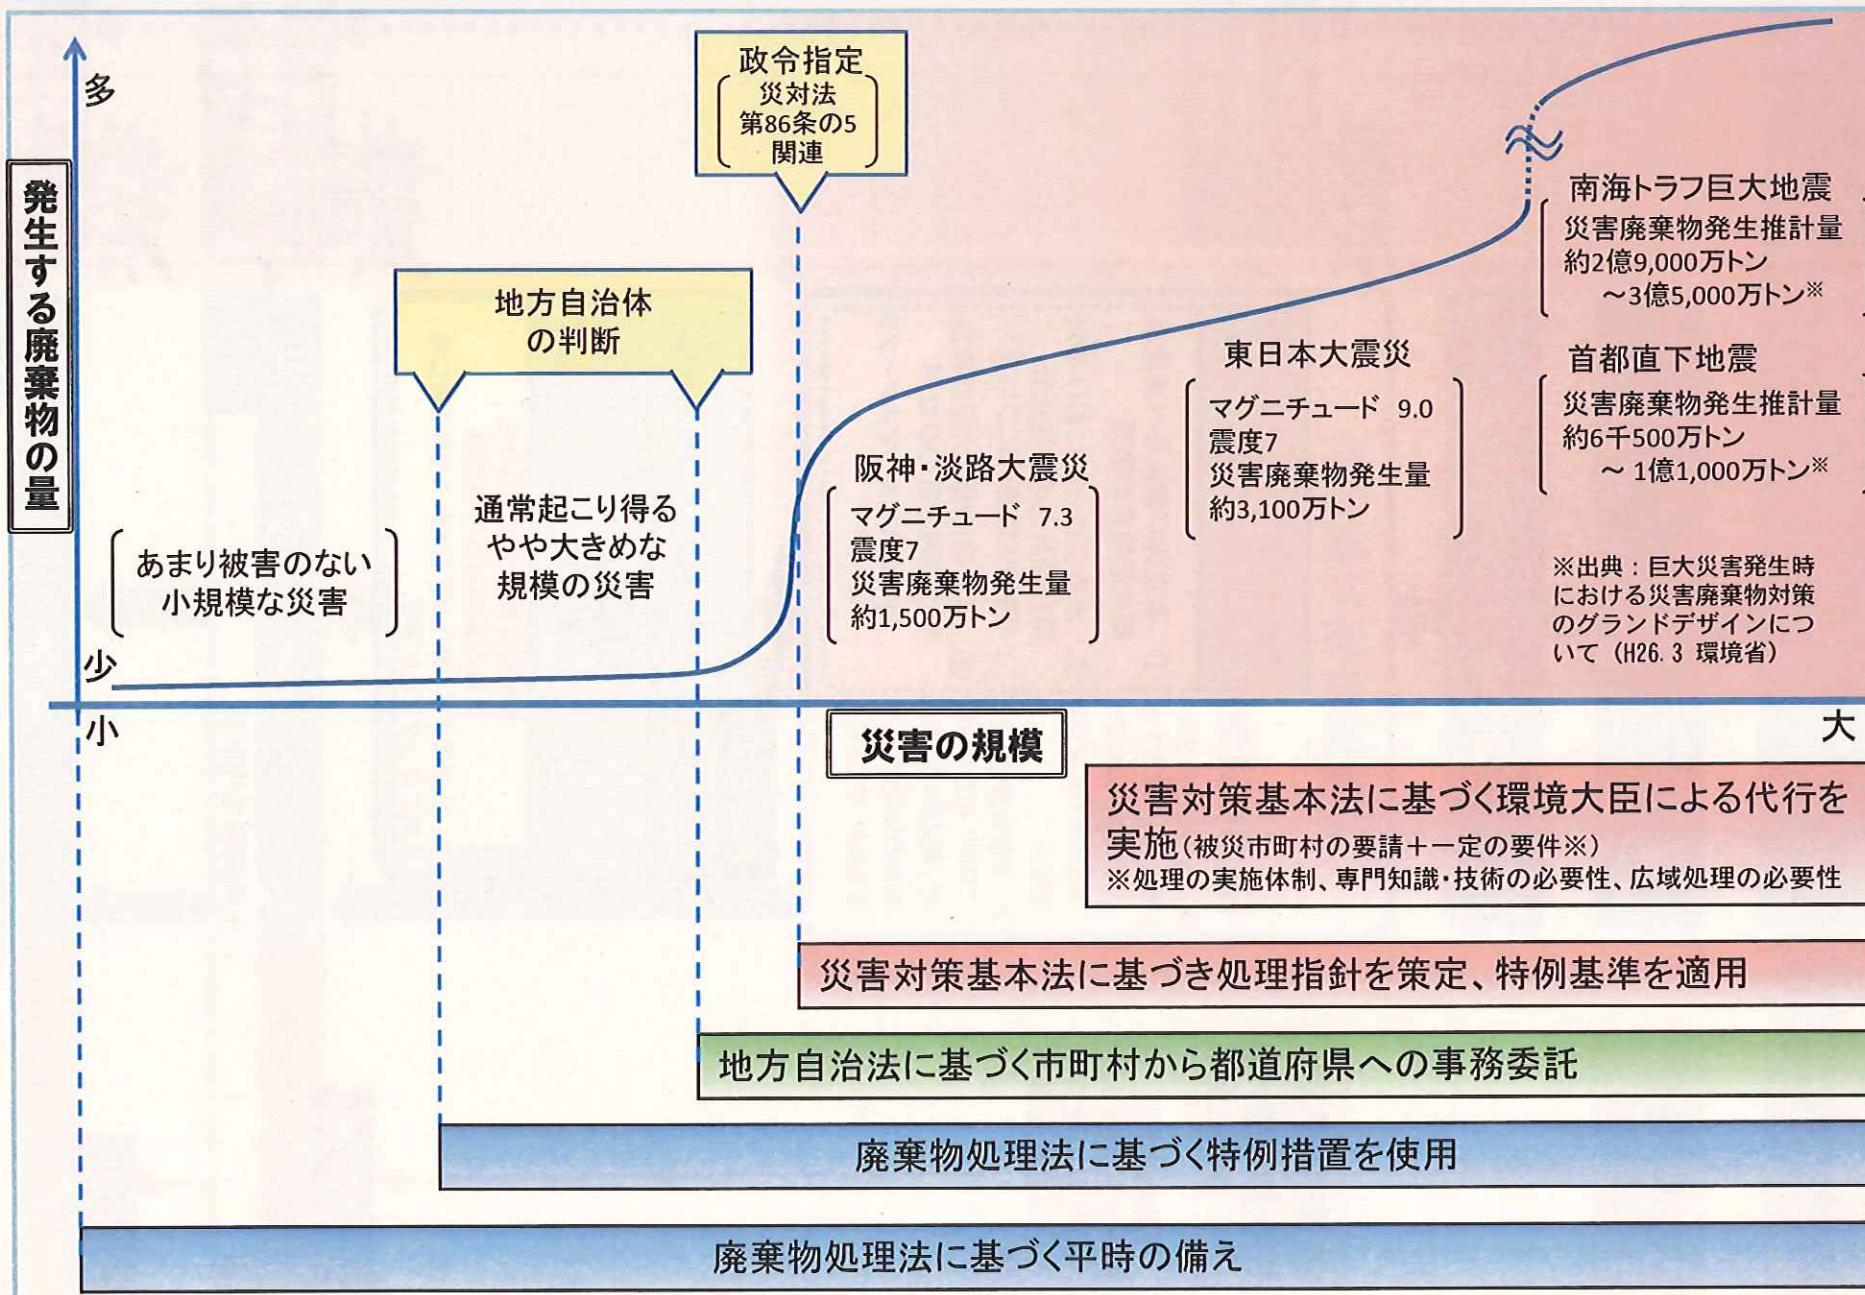 多
発生する廃棄物の量
少
小
政令指定
災対法
第86条の5
関連
地方自治体
の判断
あまり被害のない
小規模な災害
通常起こり得る
やや大きめな
規模の災害
阪神・淡路大震災
マグニチュード 7.3
震度7
災害廃棄物発生量
約1,500万トン
東日本大震災
マグニチュード 9.0
震度7
災害廃棄物発生量
約3,100万トン
南海トラフ巨大地震
災害廃棄物発生推計量
約2億9,000万トン
～3億5,000万トン※
首都直下地震
災害廃棄物発生推計量
約6千500万トン
～ 1億1,000万トン※
※出典：巨大災害発生時
における災害廃棄物対策
のグランドデザインにつ
いて（H26.3 環境省）
災害の規模
大
災害対策基本法に基づく環境大臣による代行を
実施（被災市町村の要請＋一定の要件※）
※処理の実施体制、専門知識・技術の必要性、広域処理の必要性
災害対策基本法に基づき処理指針を策定、特例基準を適用
地方自治法に基づく市町村から都道府県への事務委託
廃棄物処理法に基づく特例措置を使用
廃棄物処理法に基づく平時の備え